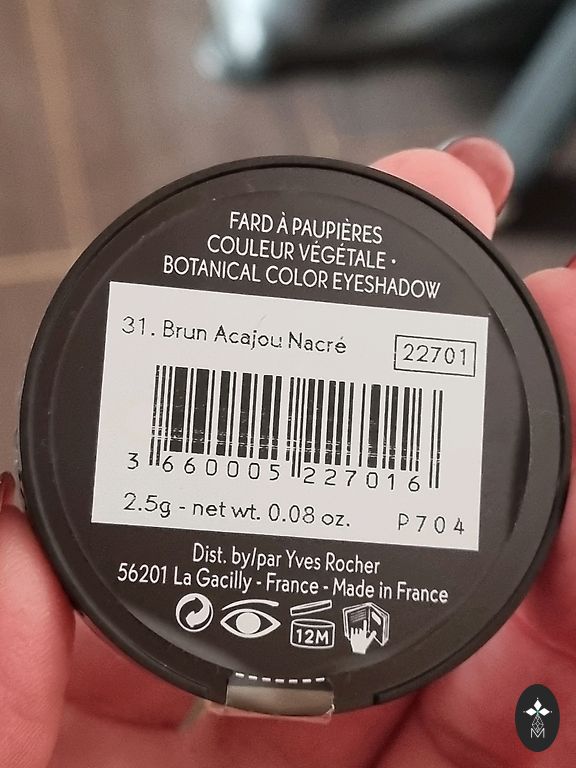 FARD À PAUPIÈRES
COULEUR VÉGÉTALE •
BOTANICAL COLOR EYESHADOW
31. Brun Acajou Nacré
22701
3 660005 227016
2.5g - net wt. 0.08 oz. P704
Dist. by/par Yves Rocher
56201 La Gacilly - France - Made in France
12M
M